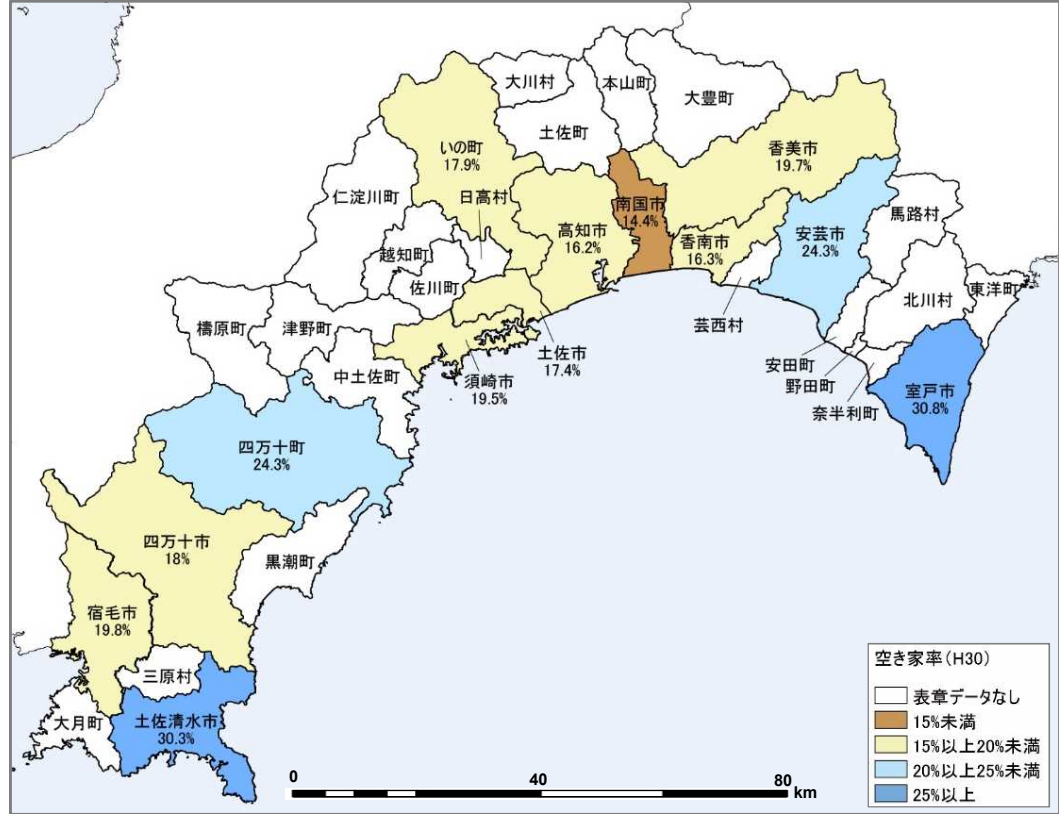 大川村
本山町
大豊町
土佐町
いの町
17.9%
香美市
19.7%
仁淀川町
日高村
南国市
14.4%
馬路村
高知市
16.2%
香南市
16.3%
安芸市
24.3%
越知町
佐川町
北川村
東洋町
檮原町
津野町
芸西村
中土佐町
須崎市
19.5%
土佐市
17.4%
安田町
野田町
奈半利町
室戸市
30.8%
四万十町
24.3%
四万十市
18%
黒潮町
宿毛市
19.8%
三原村
大月町
土佐清水市
30.3%
空き家率(H30)
表章データなし
15%未満
15%以上20%未満
20%以上25%未満
25%以上
0 40 80
km